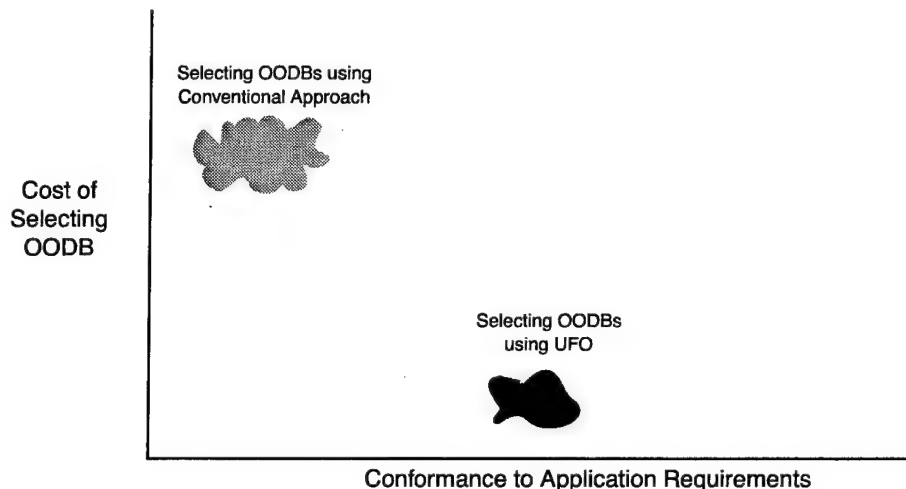 Selecting OODBs using
Conventional Approach
Cost of
Selecting
OODB
Selecting OODBs
using UFO
Conformance to Application Requirements